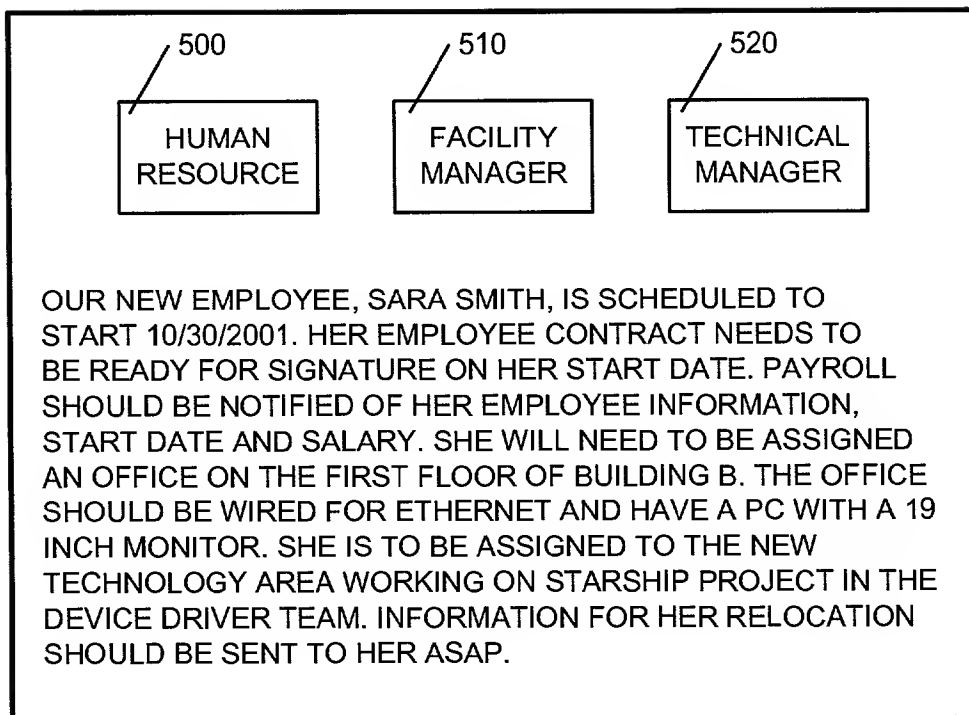 500 510 520
HUMAN RESOURCE
FACILITY MANAGER
TECHNICAL MANAGER
OUR NEW EMPLOYEE, SARA SMITH, IS SCHEDULED TO
START 10/30/2001. HER EMPLOYEE CONTRACT NEEDS TO
BE READY FOR SIGNATURE ON HER START DATE. PAYROLL
SHOULD BE NOTIFIED OF HER EMPLOYEE INFORMATION,
START DATE AND SALARY. SHE WILL NEED TO BE ASSIGNED
AN OFFICE ON THE FIRST FLOOR OF BUILDING B. THE OFFICE
SHOULD BE WIRED FOR ETHERNET AND HAVE A PC WITH A 19
INCH MONITOR. SHE IS TO BE ASSIGNED TO THE NEW
TECHNOLOGY AREA WORKING ON STARSHIP PROJECT IN THE
DEVICE DRIVER TEAM. INFORMATION FOR HER RELOCATION
SHOULD BE SENT TO HER ASAP.